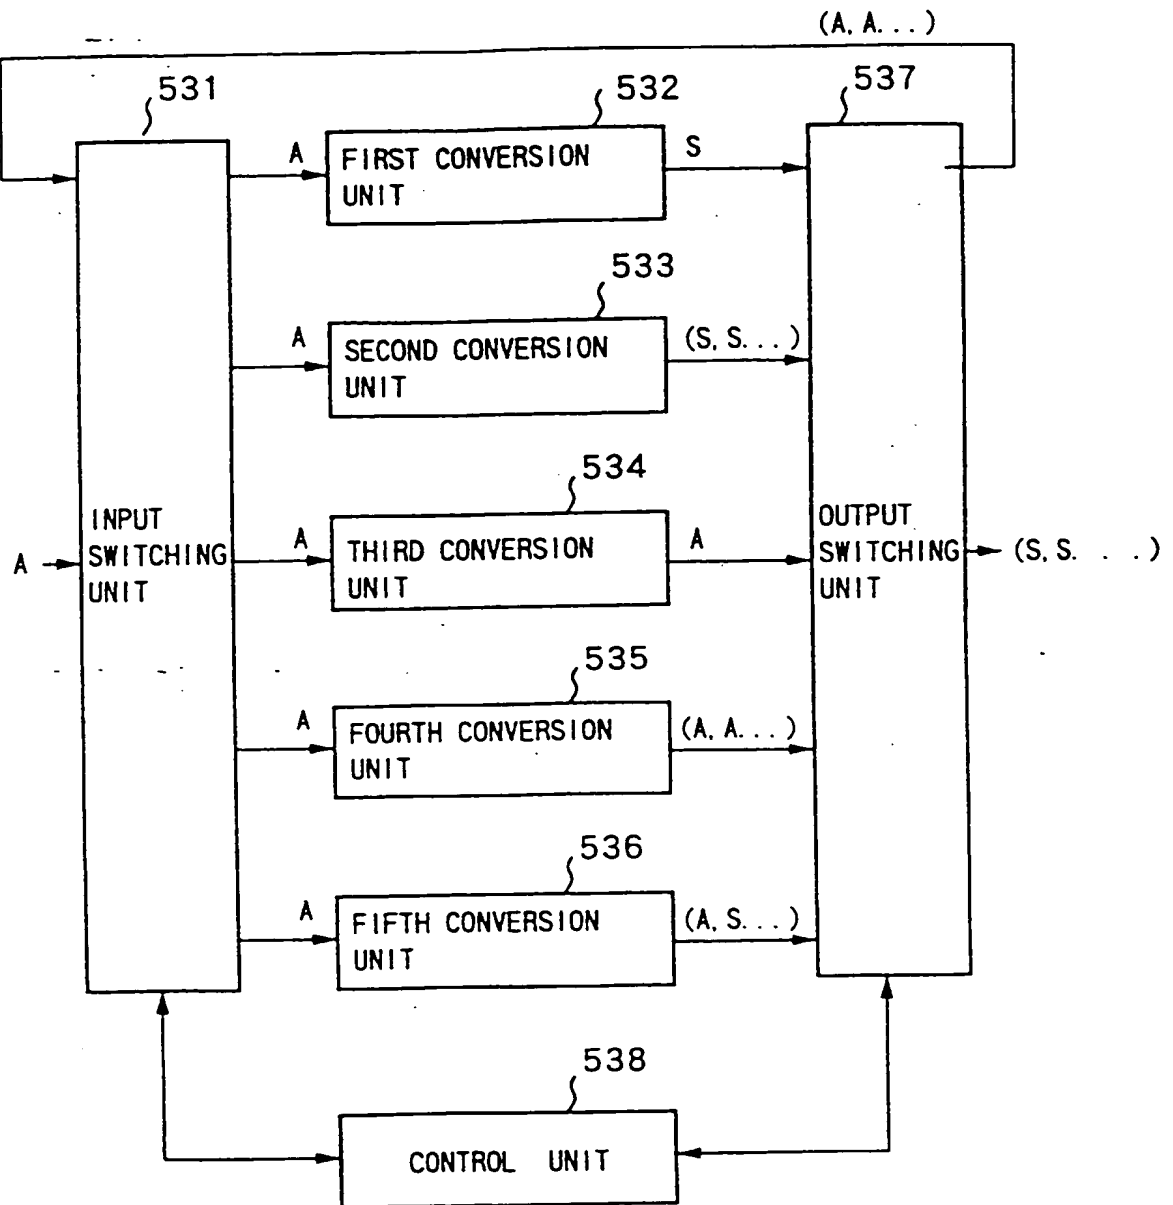 (A, A...)
531
532
537
A
FIRST CONVERSION
UNIT
S
533
A
SECOND CONVERSION
UNIT
(S, S...)
534
A
INPUT
SWITCHING
UNIT
A
THIRD CONVERSION
UNIT
A
OUTPUT
SWITCHING
UNIT
(S, S. . .)
535
A
FOURTH CONVERSION
UNIT
(A, A...)
536
A
FIFTH CONVERSION
UNIT
(A, S...)
538
CONTROL UNIT